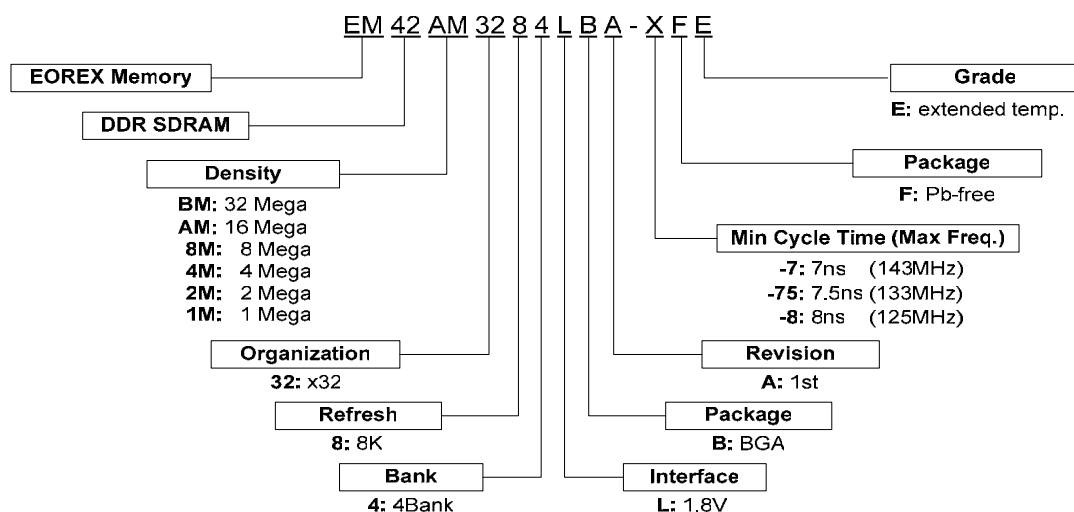 EM 42 AM 32 8 4 L B A - X F E
EOREX Memory
DDR SDRAM
Density
BM: 32 Mega
AM: 16 Mega
8M: 8 Mega
4M: 4 Mega
2M: 2 Mega
1M: 1 Mega
Organization
32: x32
Refresh
8: 8K
Bank
4: 4Bank
Grade
E: extended temp.
Package
F: Pb-free
Min Cycle Time (Max Freq.)
-7: 7ns (143MHz)
-75: 7.5ns (133MHz)
-8: 8ns (125MHz)
Revision
A: 1st
Package
B: BGA
Interface
L: 1.8V